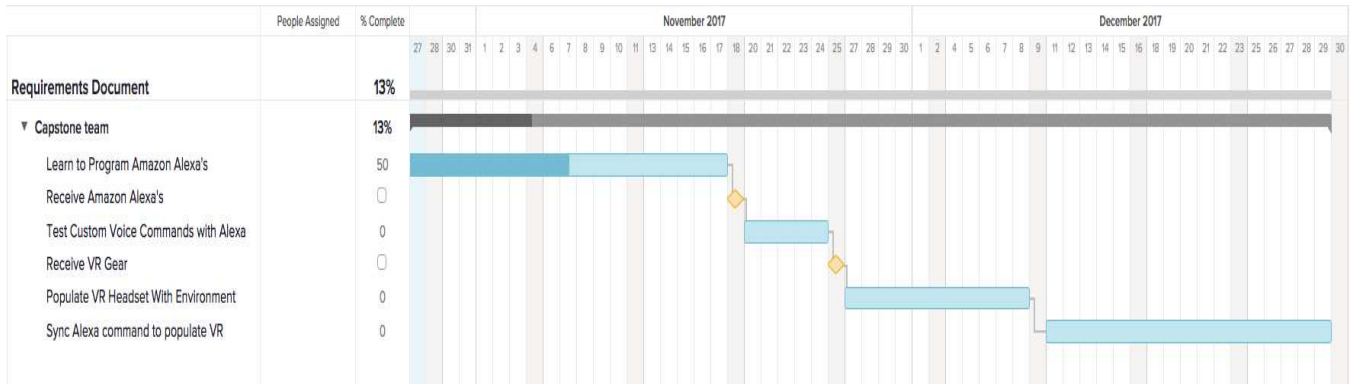 People Assigned % Complete November 2017 December 2017
27 28 30 31 1 2 3 4 6 7 8 9 10 11 13 14 15 16 17 18 20 21 22 23 24 25 27 28 29 30 1 2 4 5 6 7 8 9 11 12 13 14 15 16 18 19 20 21 22 23 25 26 27 28 29 30
Requirements Document 13%
Capstone team 13%
Learn to Program Amazon Alexa's 50
Receive Amazon Alexa's
Test Custom Voice Commands with Alexa 0
Receive VR Gear
Populate VR Headset With Environment 0
Sync Alexa command to populate VR 0